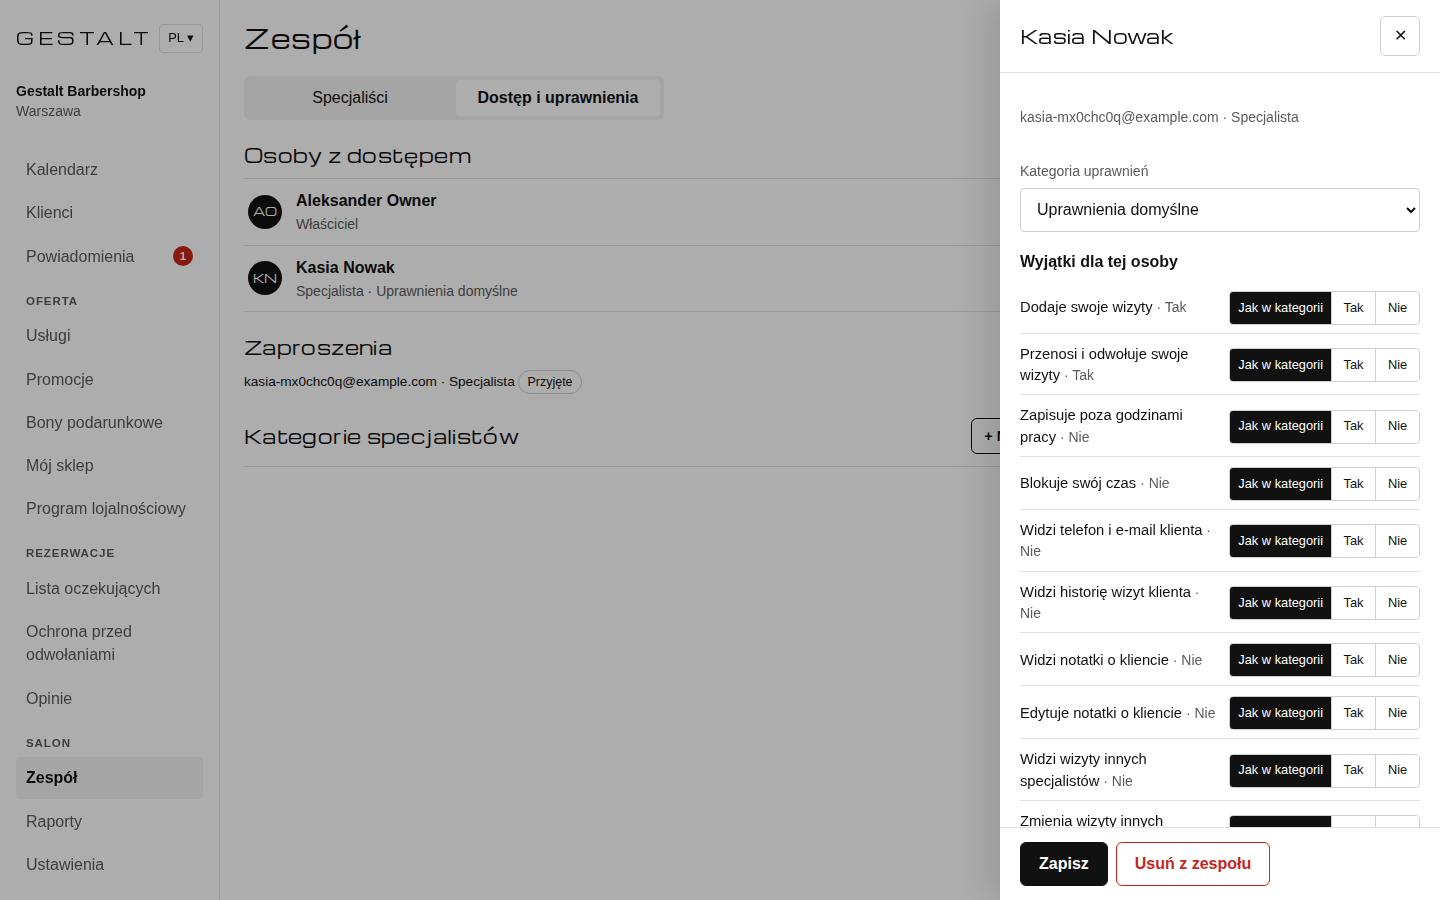 GESTALT
PL ▾
Gestalt Barbershop
Warszawa
Kalendarz
Klienci
Powiadomienia 1
OFERTA
Usługi
Promocje
Bony podarunkowe
Mój sklep
Program lojalnościowy
REZERWACJE
Lista oczekujących
Ochrona przed
odwołaniami
Opinie
SALON
Zespół
Raporty
Ustawienia
Zespół
Specjaliści
Dostęp i uprawnienia
Osoby z dostępem
AO
Aleksander Owner
Właściciel
KN
Kasia Nowak
Specjalista · Uprawnienia domyślne
Zaproszenia
kasia-mx0chc0q@example.com · Specjalista Przyjęte
Kategorie specjalistów
+
Kasia Nowak
✕
kasia-mx0chc0q@example.com · Specjalista
Kategoria uprawnień
Uprawnienia domyślne
Wyjątki dla tej osoby
Dodaje swoje wizyty · Tak
Jak w kategorii Tak Nie
Przenosi i odwołuje swoje
wizyty · Tak
Jak w kategorii Tak Nie
Zapisuje poza godzinami
pracy · Nie
Jak w kategorii Tak Nie
Blokuje swój czas · Nie
Jak w kategorii Tak Nie
Widzi telefon i e-mail klienta ·
Nie
Jak w kategorii Tak Nie
Widzi historię wizyt klienta ·
Nie
Jak w kategorii Tak Nie
Widzi notatki o kliencie · Nie
Jak w kategorii Tak Nie
Edytuje notatki o kliencie · Nie
Jak w kategorii Tak Nie
Widzi wizyty innych
specjalistów · Nie
Jak w kategorii Tak Nie
Zmienia wizyty innych
Zapisz
Usuń z zespołu